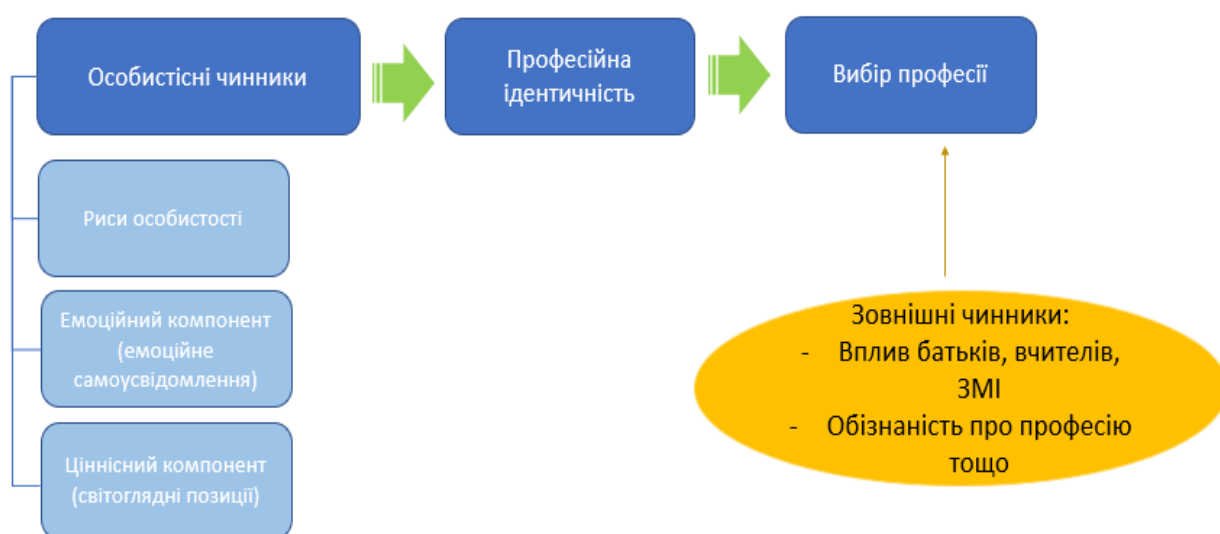 Особистісні чинники
Професійна
ідентичність
Вибір професії
Риси особистості
Емоційний компонент
(емоційне
самоусвідомлення)
Ціннісний компонент
(світоглядні позиції)
Зовнішні чинники:
- Вплив батьків, вчителів,
ЗМІ
- Обізнаність про професію
тощо